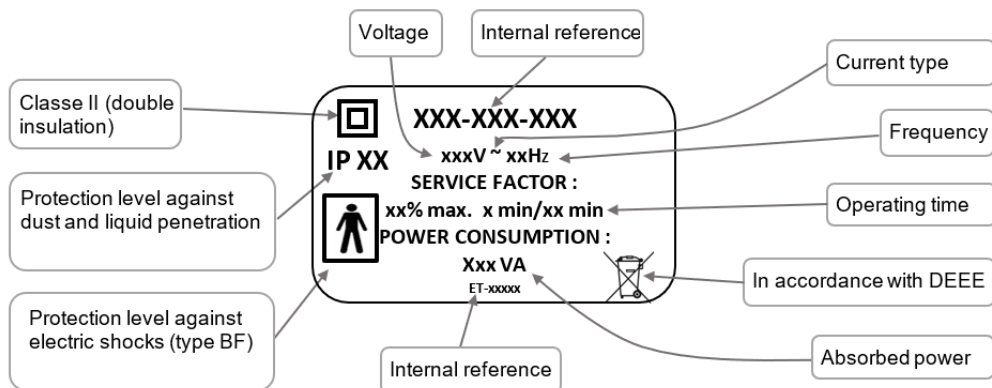 Voltage
Internal reference
Current type
Classe II (double
insulation)
XXX-XXX-XXX
Frequency
IP XX
xxxV ~ xxHz
SERVICE FACTOR :
Protection level against
dust and liquid penetration
xx% max. x min/xx min
Operating time
POWER CONSUMPTION :
Xxx VA
In accordance with DEEE
ET-xxxxx
Protection level against
electric shocks (type BF)
Internal reference
Absorbed power